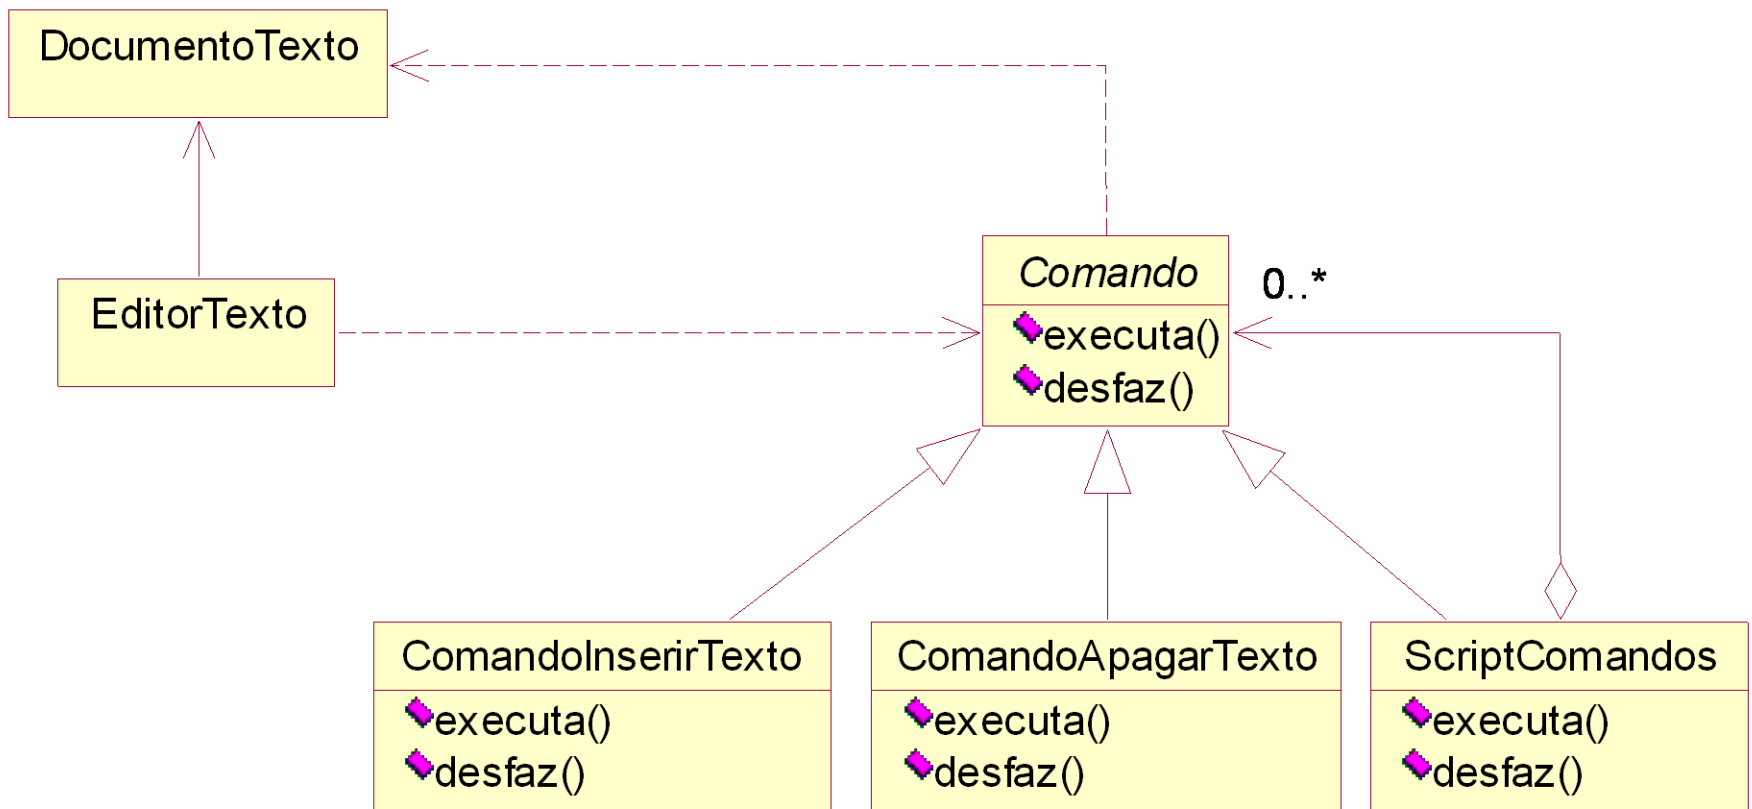 DocumentoTexto
EditorTexto
Comando
0..*
executa()
desfaz()
ComandoInserirTexto
executa()
desfaz()
ComandoApagarTexto
executa()
desfaz()
ScriptComandos
executa()
desfaz()